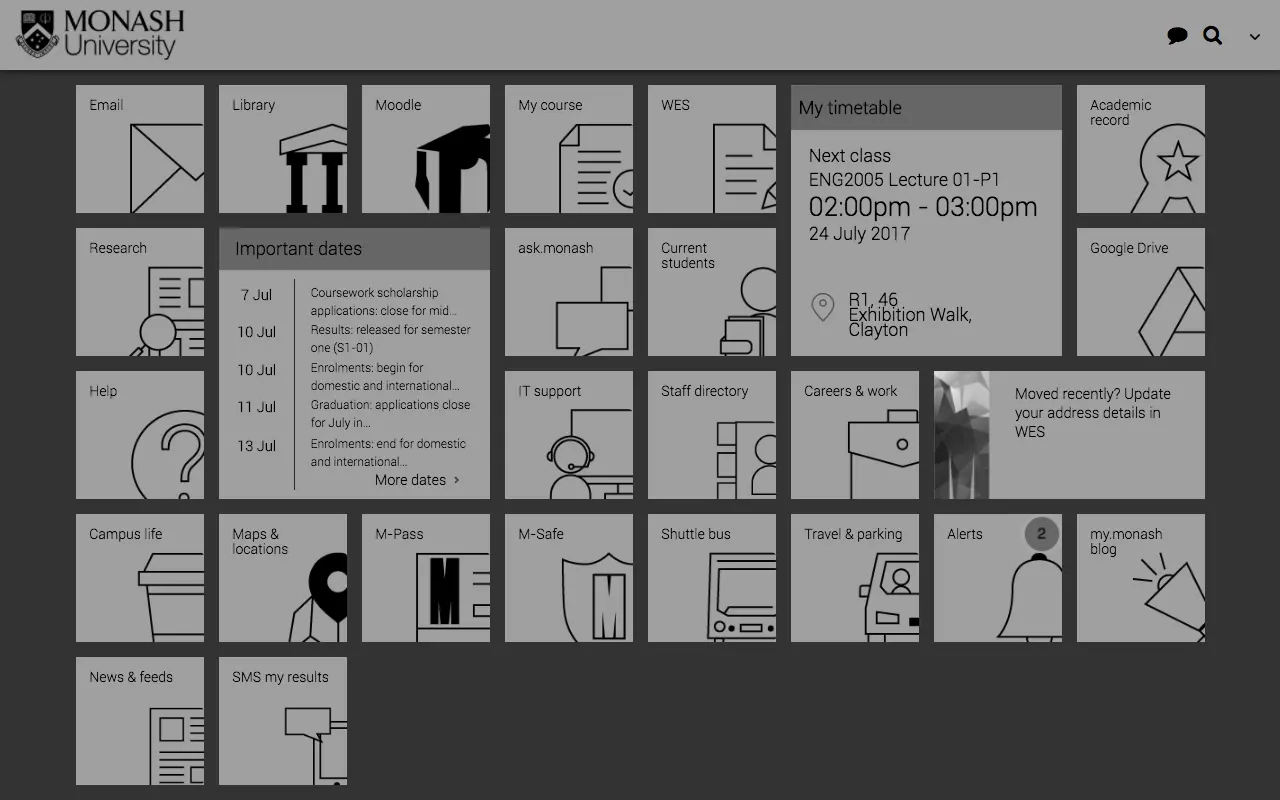 MONASH
University
Email
Library
Moodle
My course
WES
My timetable
Next class
ENG2005 Lecture 01-P1
02:00pm - 03:00pm
24 July 2017
R1, 46
Exhibition Walk,
Clayton
Academic
record
Research
Important dates
7 Jul
Coursework scholarship
applications: close for mid...
10 Jul
Results: released for semester
one (S1-01)
10 Jul
Enrolments: begin for
domestic and international...
11 Jul
Graduation: applications close
for July in...
13 Jul
Enrolments: end for domestic
and international...
More dates
ask.monash
Current
students
Google Drive
Help
IT support
Staff directory
Careers & work
Moved recently? Update
your address details in
WES
Campus life
Maps &
locations
M-Pass
M
M-Safe
M
Shuttle bus
Travel & parking
Alerts
2
my.monash
blog
News & feeds
SMS my results